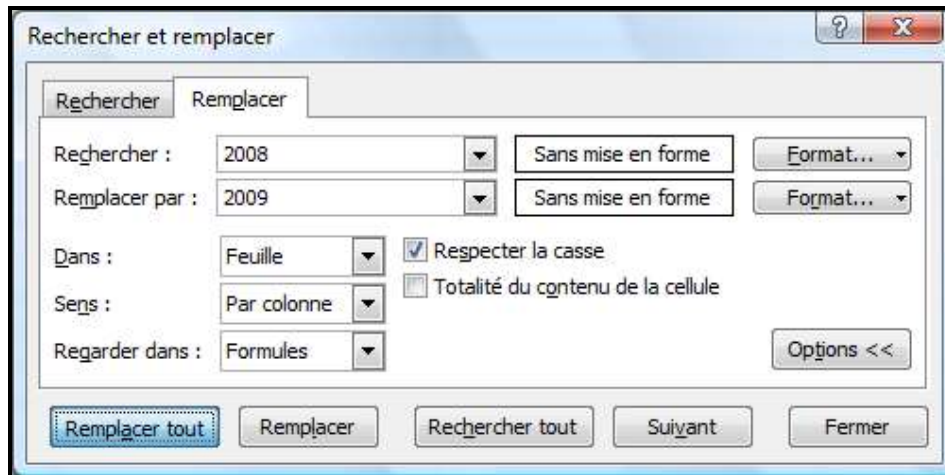 Rechercher et remplacer
Rechercher Remplacer
Rechercher : 2008 Sans mise en forme Format...
Remplacer par : 2009 Sans mise en forme Format...
Dans : Feuille Respecter la casse
Totalité du contenu de la cellule
Sens : Par colonne
Regarder dans : Formules Options <<
Remplacer tout Remplacer Rechercher tout Suivant Fermer